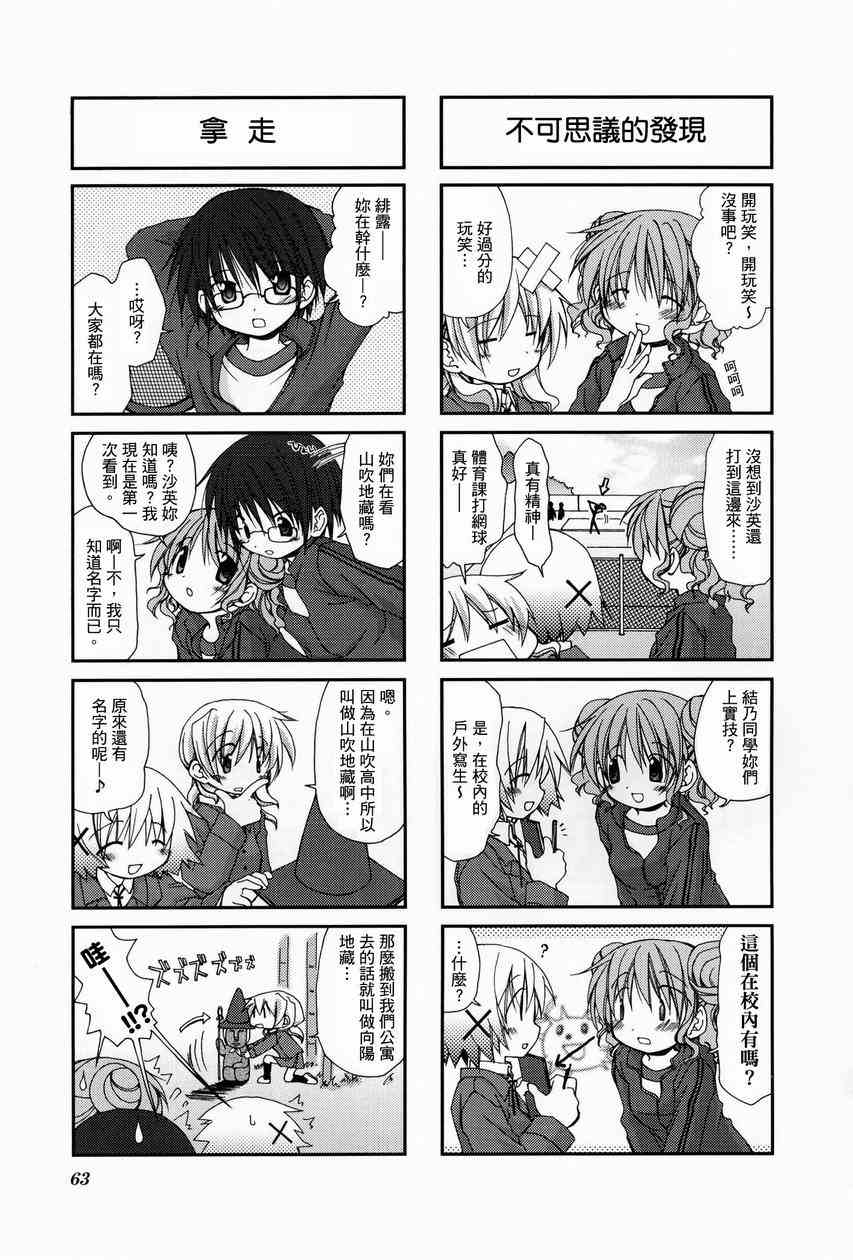 不可思議的發現
開玩笑，開玩笑～
沒事吧？
好過分的
玩笑…
呵呵呵
沒想到沙英還
打到這邊來……
真有精神－
體育課打網球
真好－
結乃同學妳們
上實技？
是，在校內的
戶外寫生～
這個在校內有嗎？
？
…什麼？
拿走
緋露──
妳在幹什麼－？
…哎呀？
大家都在嗎？
妳們在看
山吹地藏嗎？
咦？沙英妳
知道嗎？我
現在是第一
次看到。
啊－不，我只
知道名字而已。
嗯。
因為在山吹高中所以
叫做山吹地藏啊…
原來還有
名字的呢－♪
那麼搬到我們公寓
去的話就叫做向陽
地藏…
ズズズズズ
哇──!!?
63